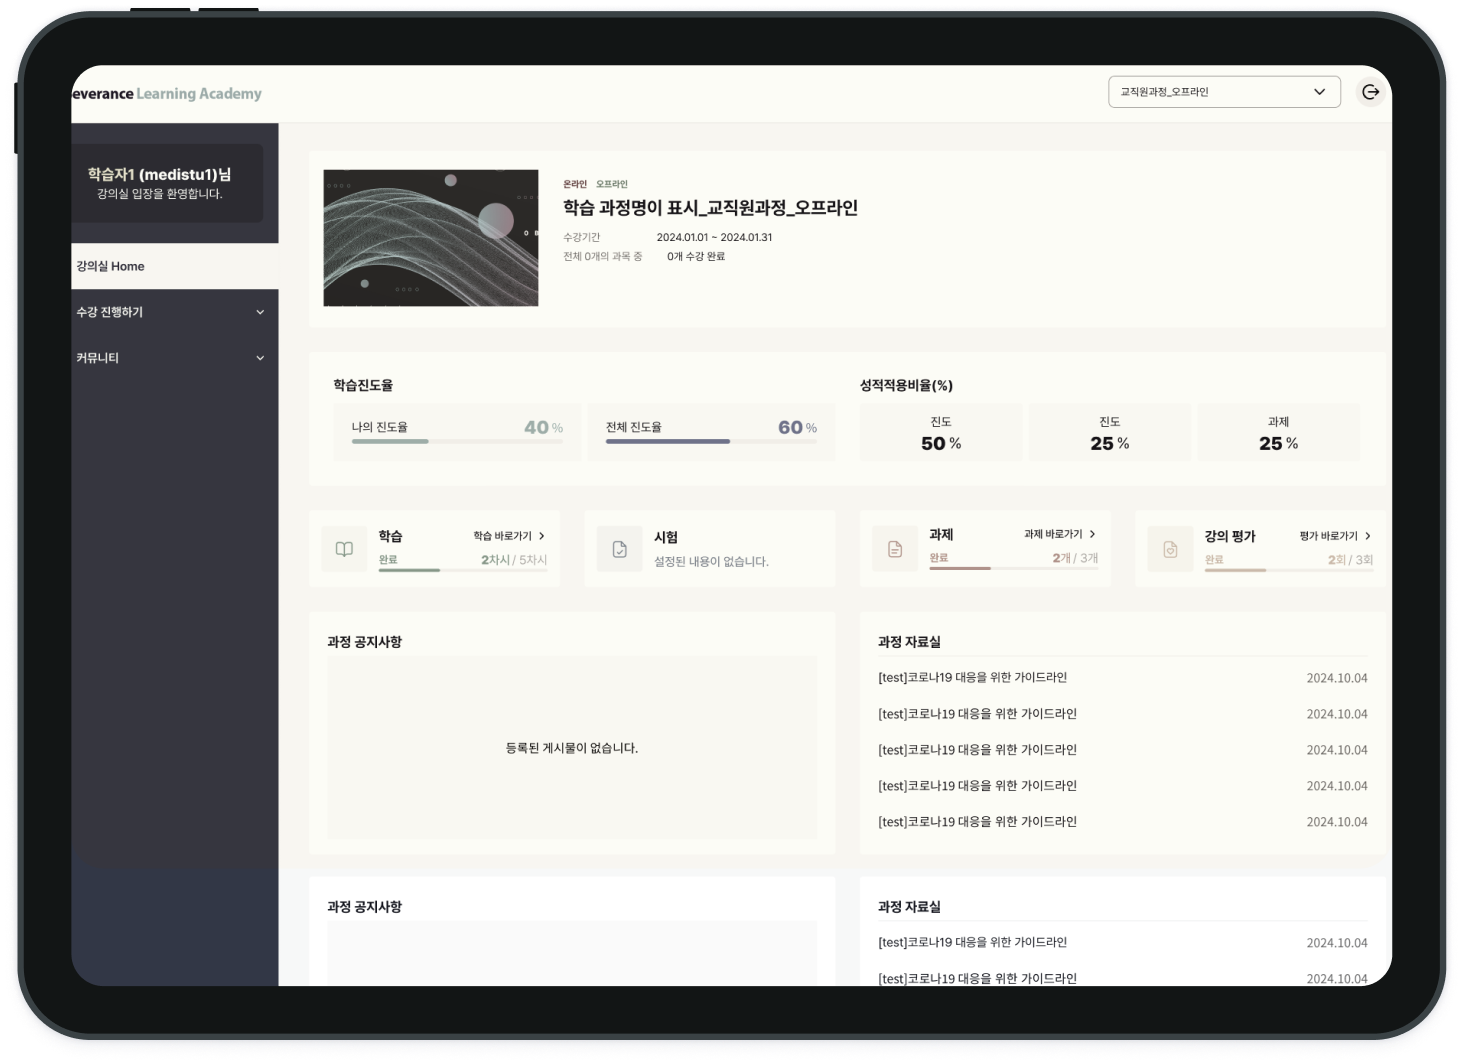 everance Learning Academy
교직원과정_오프라인
학습자1 (medistu1)님
강의실 입장을 환영합니다.
강의실 Home
수강 진행하기
커뮤니티
온라인 오프라인
학습 과정명이 표시_교직원과정_오프라인
수강기간 2024.01.01 ~ 2024.01.31
전체 0개의 과목 중 0개 수강 완료
학습진도율
나의 진도율 40 %
전체 진도율 60 %
성적적용비율(%)
진도
50 %
진도
25 %
과제
25 %
학습 학습 바로가기
완료 2차시 / 5차시
시험
설정된 내용이 없습니다.
과제 과제 바로가기
완료 2개 / 3개
강의 평가 평가 바로가기
완료 2회 / 3회
과정 공지사항
등록된 게시물이 없습니다.
과정 자료실
[test]코로나19 대응을 위한 가이드라인 2024.10.04
[test]코로나19 대응을 위한 가이드라인 2024.10.04
[test]코로나19 대응을 위한 가이드라인 2024.10.04
[test]코로나19 대응을 위한 가이드라인 2024.10.04
[test]코로나19 대응을 위한 가이드라인 2024.10.04
과정 공지사항
과정 자료실
[test]코로나19 대응을 위한 가이드라인 2024.10.04
[test]코로나19 대응을 위한 가이드라인 2024.10.04